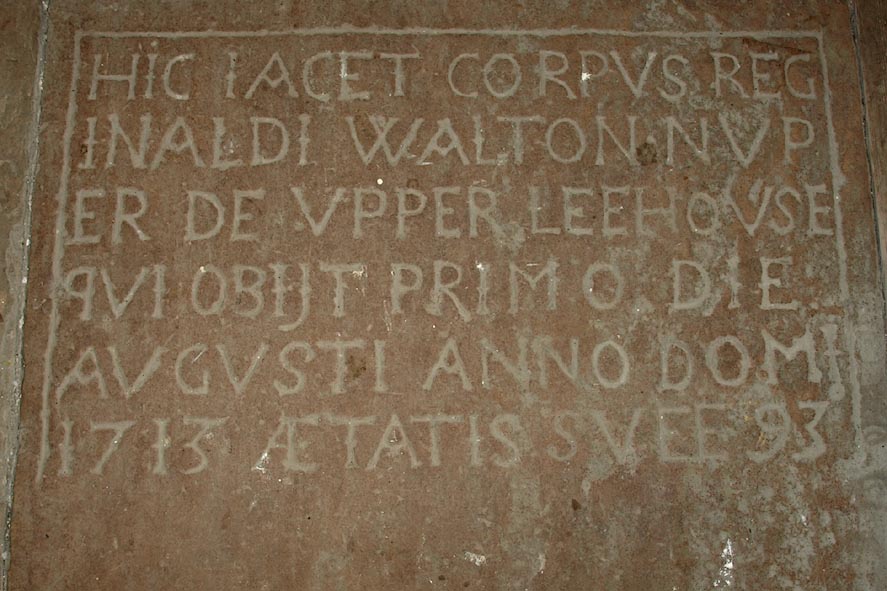 HIC IACET CORPVS REG
INALDI WALTON NVP
ER DE VPPER LEEHOVSE
qVI OBIJT PRIMO DIE
AVGVSTI ANNO DOMI
1713 ÆTATIS SVEE 93